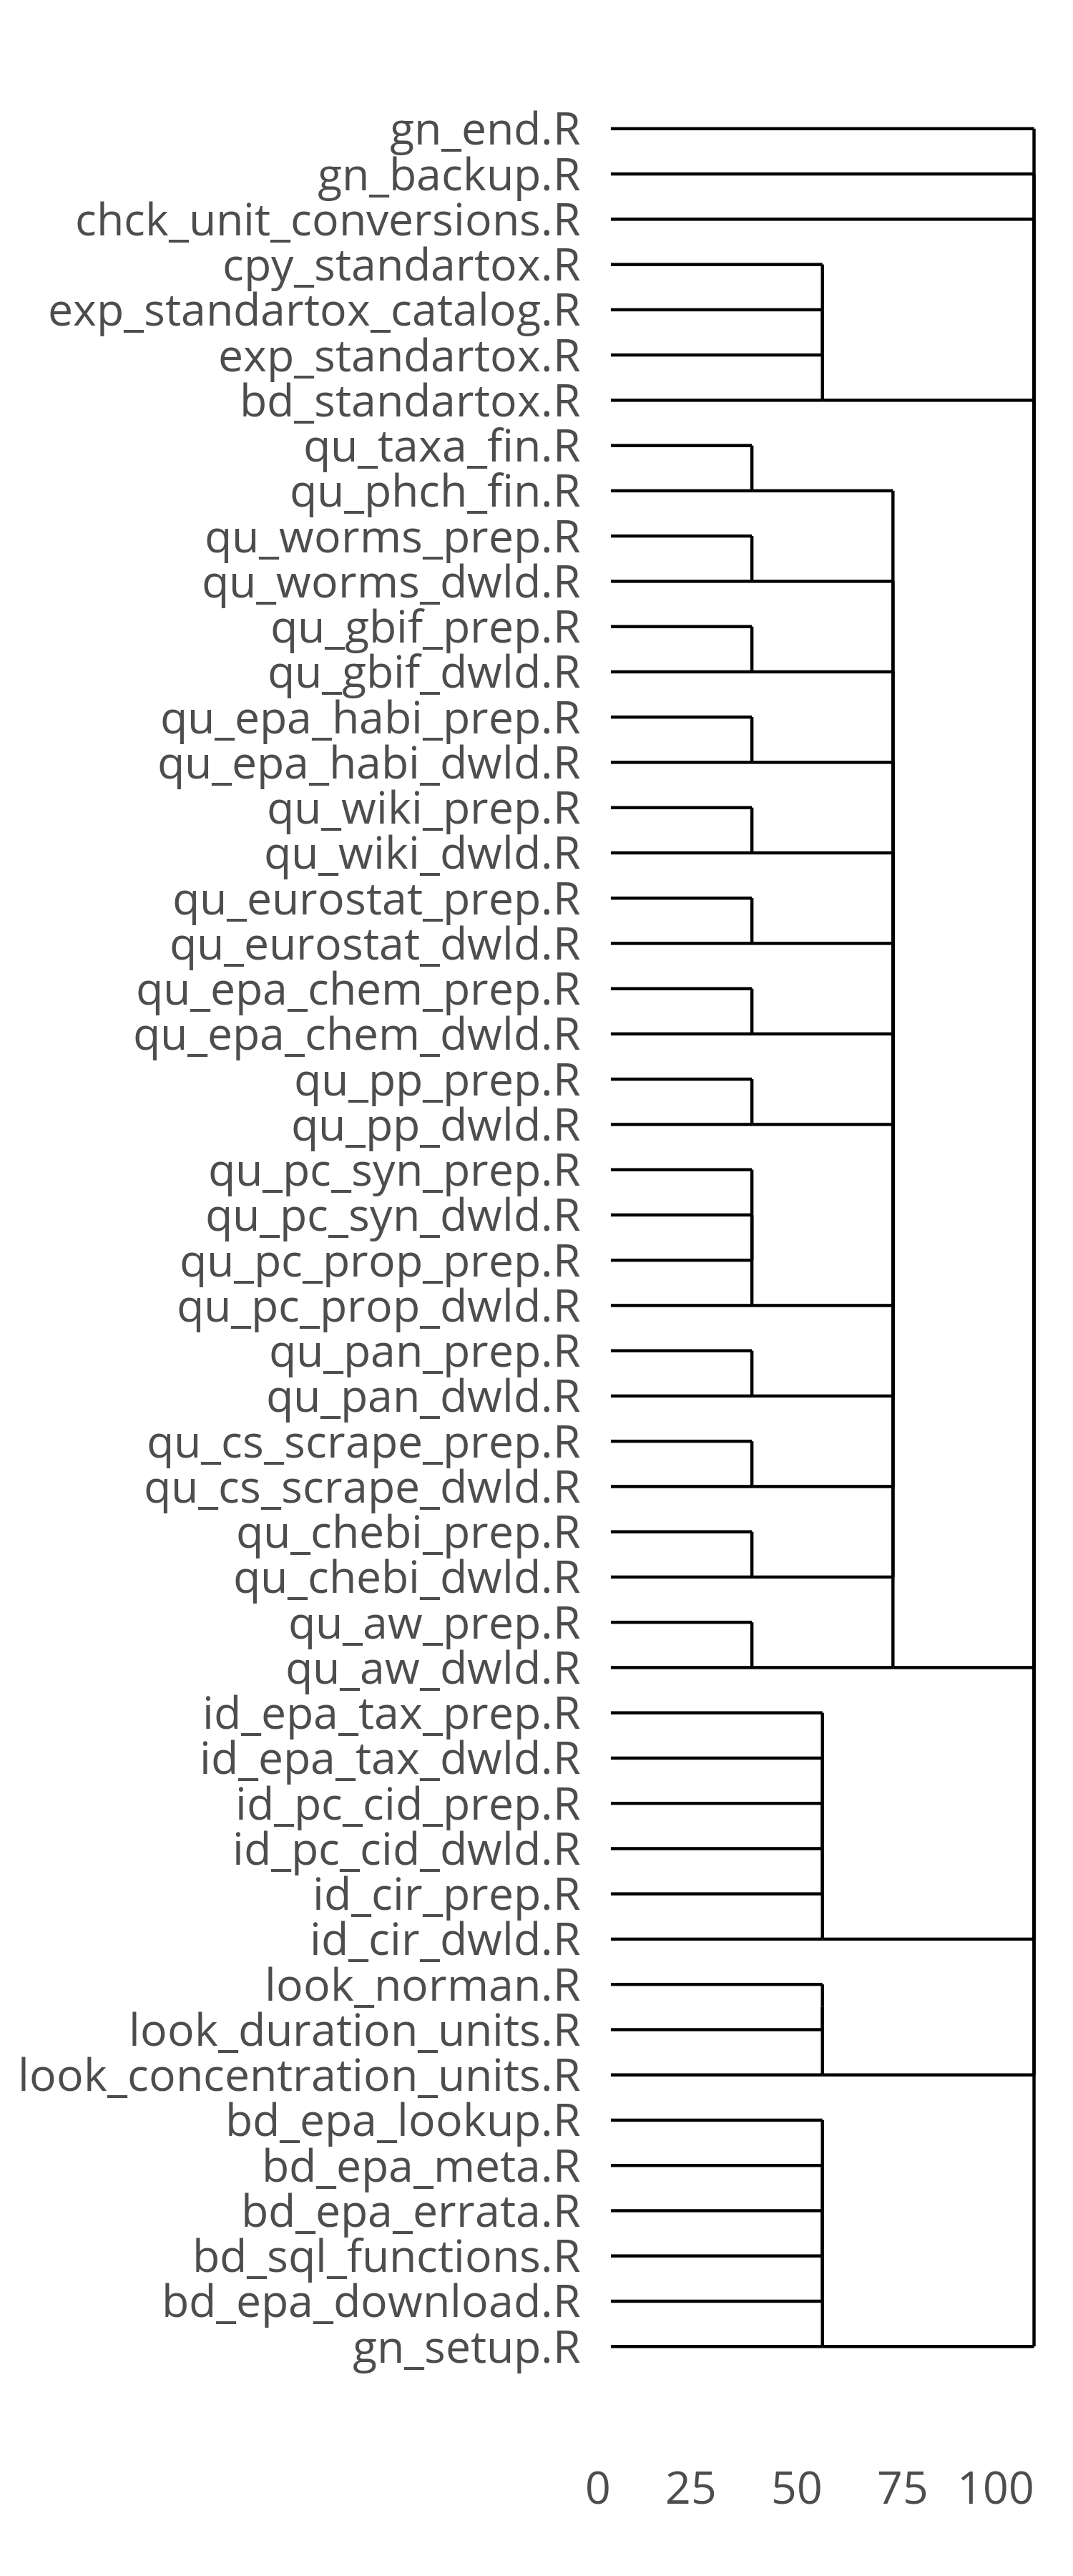 gn_end.R
gn_backup.R
chck_unit_conversions.R
cpy_standartox.R
exp_standartox_catalog.R
exp_standartox.R
bd_standartox.R
qu_taxa_fin.R
qu_phch_fin.R
qu_worms_prep.R
qu_worms_dwld.R
qu_gbif_prep.R
qu_gbif_dwld.R
qu_epa_habi_prep.R
qu_epa_habi_dwld.R
qu_wiki_prep.R
qu_wiki_dwld.R
qu_eurostat_prep.R
qu_eurostat_dwld.R
qu_epa_chem_prep.R
qu_epa_chem_dwld.R
qu_pp_prep.R
qu_pp_dwld.R
qu_pc_syn_prep.R
qu_pc_syn_dwld.R
qu_pc_prop_prep.R
qu_pc_prop_dwld.R
qu_pan_prep.R
qu_pan_dwld.R
qu_cs_scrape_prep.R
qu_cs_scrape_dwld.R
qu_chebi_prep.R
qu_chebi_dwld.R
qu_aw_prep.R
qu_aw_dwld.R
id_epa_tax_prep.R
id_epa_tax_dwld.R
id_pc_cid_prep.R
id_pc_cid_dwld.R
id_cir_prep.R
id_cir_dwld.R
look_norman.R
look_duration_units.R
look_concentration_units.R
bd_epa_lookup.R
bd_epa_meta.R
bd_epa_errata.R
bd_sql_functions.R
bd_epa_download.R
gn_setup.R
0 25 50 75 100